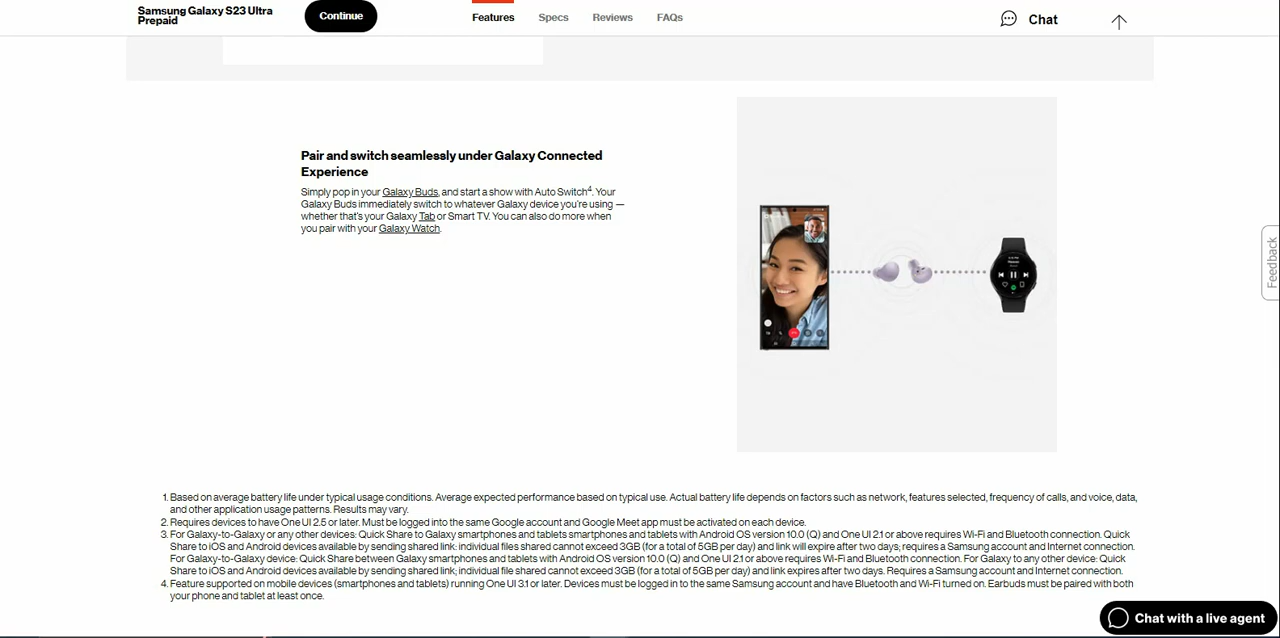 Samsung Galaxy S23 Ultra
Prepaid
Continue
Features
Specs
Reviews
FAQs
Chat
Pair and switch seamlessly under Galaxy Connected
Experience
Simply pop in your Galaxy Buds, and start a show with Auto Switch4. Your
Galaxy Buds immediately switch to whatever Galaxy device you're using —
whether that's your Galaxy Tab or Smart TV. You can also do more when
you pair with your Galaxy Watch.
Feedback
1. Based on average battery life under typical usage conditions. Average expected performance based on typical use. Actual battery life depends on factors such as network, features selected, frequency of calls, and voice, data,
and other application usage patterns. Results may vary.
2. Requires devices to have One UI 2.5 or later. Must be logged into the same Google account and Google Meet app must be activated on each device.
3. For Galaxy-to-Galaxy or any other devices: Quick Share to Galaxy smartphones and tablets smartphones and tablets with Android OS version 10.0 (Q) and One UI 2.1 or above requires Wi-Fi and Bluetooth connection. Quick
Share to iOS and Android devices available by sending shared link: individual files shared cannot exceed 3GB (for a total of 5GB per day) and link will expire after two days; requires a Samsung account and Internet connection.
For Galaxy-to-Galaxy device: Quick Share between Galaxy smartphones and tablets with Android OS version 10.0 (Q) and One UI 2.1 or above requires Wi-Fi and Bluetooth connection. For Galaxy to any other device: Quick
Share to iOS and Android devices available by sending shared link; individual file shared cannot exceed 3GB (for a total of 5GB per day) and link expires after two days. Requires a Samsung account and Internet connection.
4. Feature supported on mobile devices (smartphones and tablets) running One UI 3.1 or later. Devices must be logged in to the same Samsung account and have Bluetooth and Wi-Fi turned on. Earbuds must be paired with both
your phone and tablet at least once.
Chat with a live agent